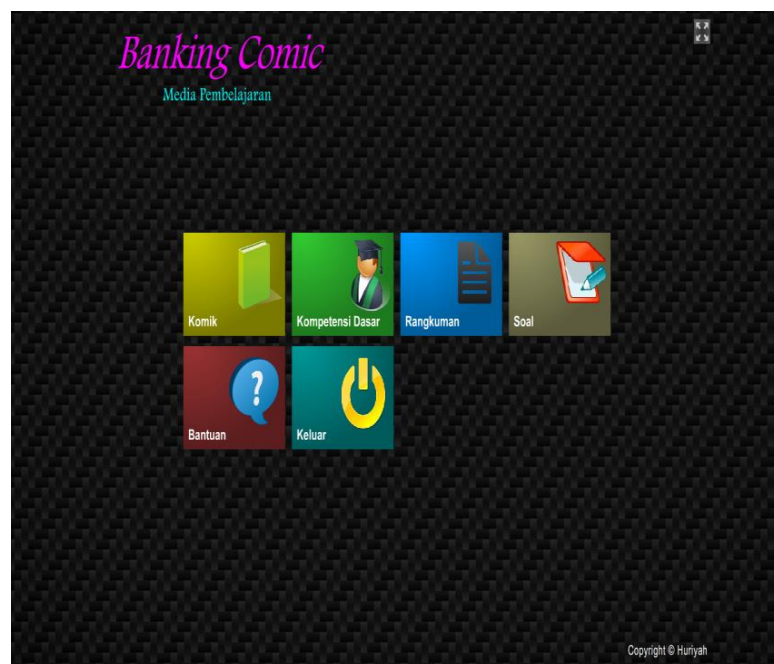 Banking Comic
Media Pembelajaran
Komik
Kompetensi Dasar
Rangkuman
Soal
?
Bantuan
Keluar
Copyright © Huriyah